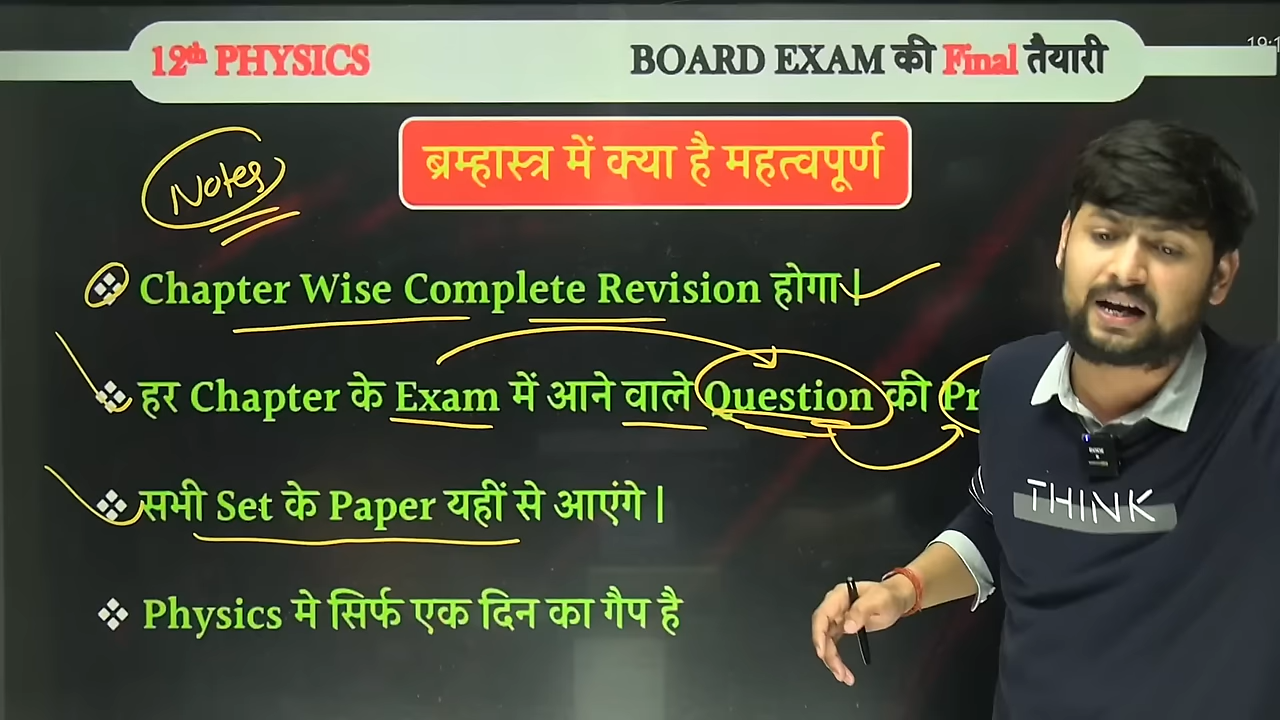 12th PHYSICS
BOARD EXAM की Final तैयारी
ब्रम्हास्त्र में क्या है महत्वपूर्ण
Notes
❖ Chapter Wise Complete Revision होगा |
❖ हर Chapter के Exam में आने वाले Question की
❖ सभी Set के Paper यहीं से आएंगे |
❖ Physics मे सिर्फ एक दिन का गैप है
THINK